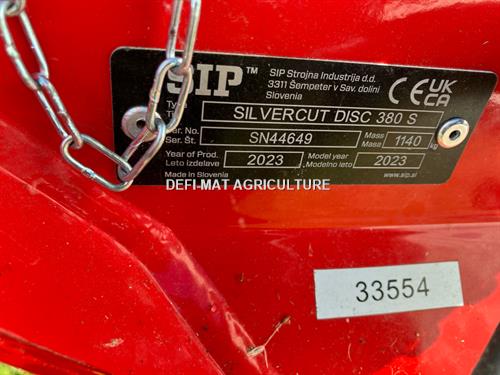 SIP™
SIP Strojna Industrija d.d.
3311 Šempeter v Sav. dolini
Slovenia
CE UK CA
Type SILVERCUT DISC 380 S
Ser. No.
Ser. Št. SN44649 Mass
Masa 1140 kg
Year of Prod.
Leto izdelave 2023 Model year
Modelno leto 2023
Made in Slovenia www.sip.si
DEFI-MAT AGRICULTURE
33554